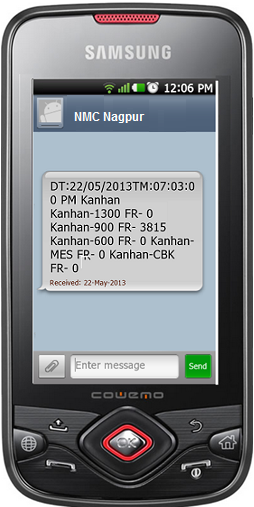 SAMSUNG
12:06 PM
NMC Nagpur
DT:22/05/2013TM:07:03:0
0 PM Kanhan
Kanhan-1300 FR- 0
Kanhan-900 FR- 3815
Kanhan-600 FR- 0 Kanhan-
MES FR- 0 Kanhan-CBK
FR- 0
Received: 22-May-2013
Enter message
Send
cowemo
OK